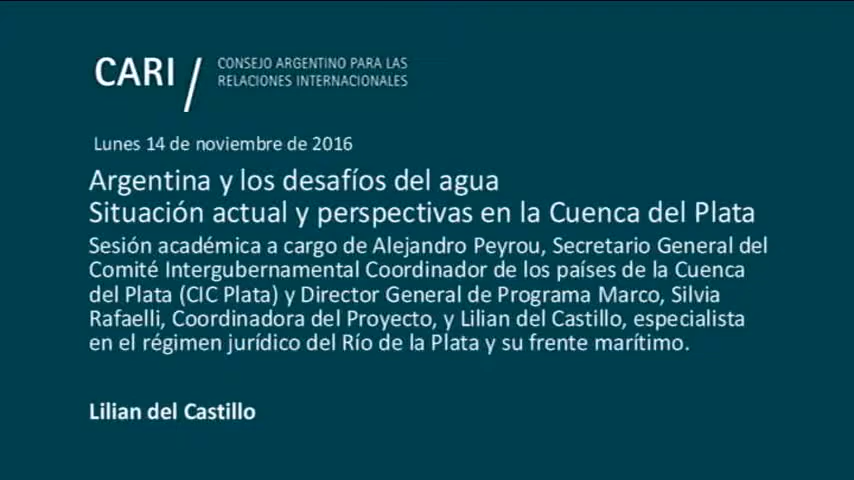 CARI / CONSEJO ARGENTINO PARA LAS
RELACIONES INTERNACIONALES
Lunes 14 de noviembre de 2016
Argentina y los desafíos del agua
Situación actual y perspectivas en la Cuenca del Plata
Sesión académica a cargo de Alejandro Peyrou, Secretario General del
Comité Intergubernamental Coordinador de los países de la Cuenca
del Plata (CIC Plata) y Director General de Programa Marco, Silvia
Rafaelli, Coordinadora del Proyecto, y Lilian del Castillo, especialista
en el régimen jurídico del Río de la Plata y su frente marítimo.
Lilian del Castillo